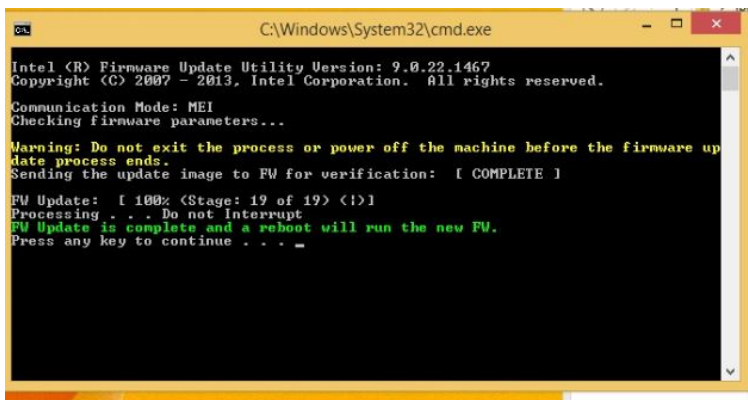 C:\Windows\System32\cmd.exe
Intel (R) Firmware Update Utility Version: 9.0.22.1467
Copyright (C) 2007 - 2013, Intel Corporation.  All rights reserved.
Communication Mode: MEI
Checking firmware parameters...
Warning: Do not exit the process or power off the machine before the firmware up
date process ends.
Sending the update image to FW for verification:  [ COMPLETE ]
FW Update:  [ 100% (Stage: 19 of 19) (|)]
Processing . . . Do not Interrupt
FW Update is complete and a reboot will run the new FW.
Press any key to continue . . . _